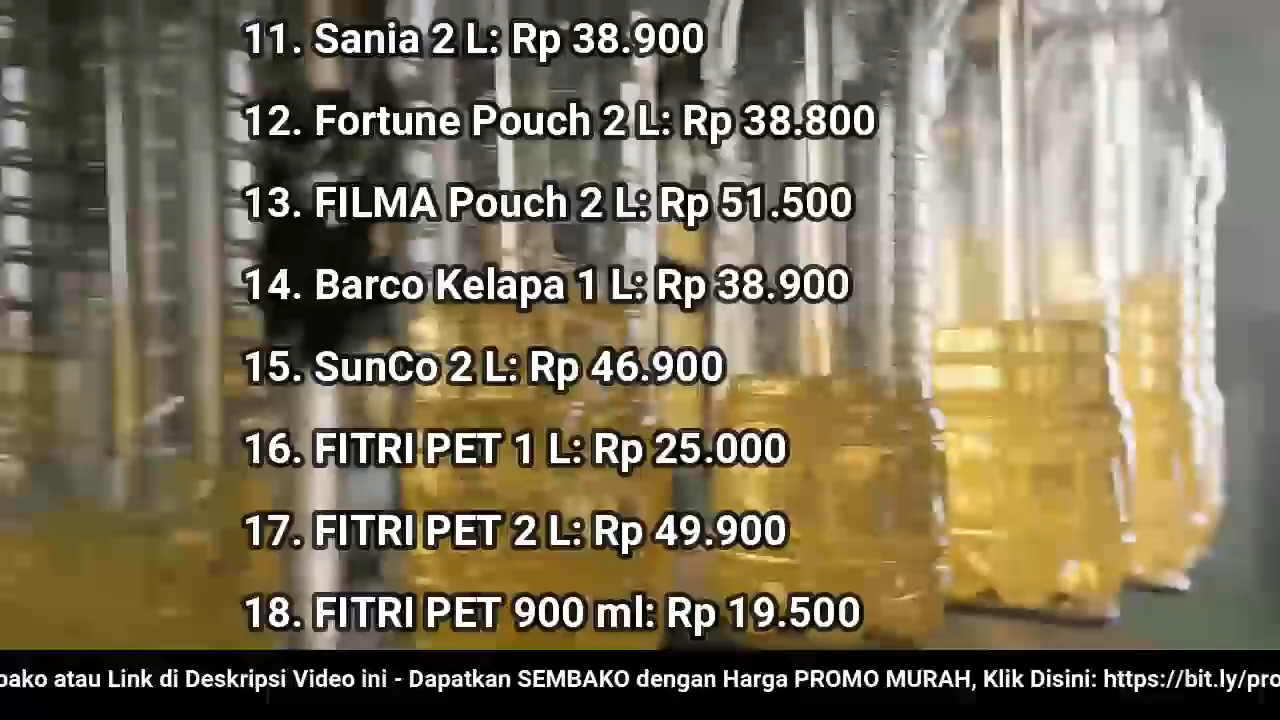 11. Sania 2 L: Rp 38.900
12. Fortune Pouch 2 L: Rp 38.800
13. FILMA Pouch 2 L: Rp 51.500
14. Barco Kelapa 1 L: Rp 38.900
15. SunCo 2 L: Rp 46.900
16. FITRI PET 1 L: Rp 25.000
17. FITRI PET 2 L: Rp 49.900
18. FITRI PET 900 ml: Rp 19.500
atau Link di Deskripsi Video ini - Dapatkan SEMBAKO dengan Harga PROMO MURAH, Klik Disini: https://bit.ly/pro